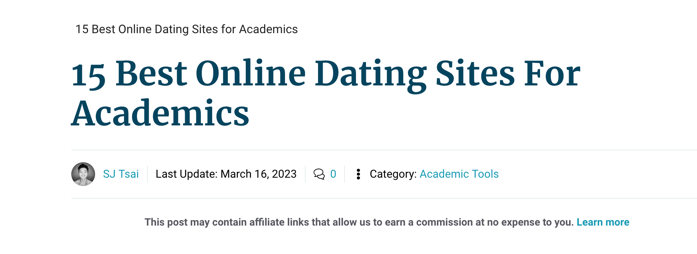 15 Best Online Dating Sites for Academics
15 Best Online Dating Sites For
Academics
SJ Tsai Last Update: March 16, 2023 0 Category: Academic Tools
This post may contain affiliate links that allow us to earn a commission at no expense to you. Learn more